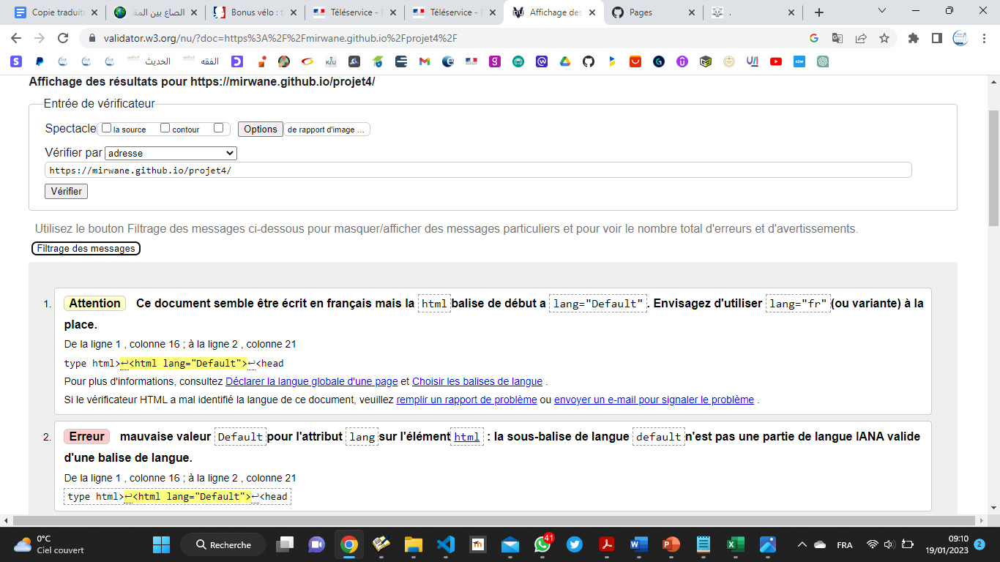 Copie traduite
الصاع بين المق
Bonus vélo : t
Téléservice - F
Téléservice - F
Affichage des
Pages
.
validator.w3.org/nu/?doc=https%3A%2F%2Fmirwane.github.io%2Fprojet4%2F
الحديث
الفقه
Affichage des résultats pour https://mirwane.github.io/projet4/
Entrée de vérificateur
Spectacle la source contour Options de rapport d'image ...
Vérifier par adresse
https://mirwane.github.io/projet4/
Vérifier
Utilisez le bouton Filtrage des messages ci-dessous pour masquer/afficher des messages particuliers et pour voir le nombre total d'erreurs et d'avertissements.
Filtrage des messages
1. Attention Ce document semble être écrit en français mais la html balise de début a lang="Default". Envisagez d'utiliser lang="fr" (ou variante) à la
place.
De la ligne 1 , colonne 16 ; à la ligne 2 , colonne 21
type html>↩<html lang="Default">↩<head
Pour plus d'informations, consultez Déclarer la langue globale d'une page et Choisir les balises de langue .
Si le vérificateur HTML a mal identifié la langue de ce document, veuillez remplir un rapport de problème ou envoyer un e-mail pour signaler le problème .
2. Erreur mauvaise valeur Default pour l'attribut lang sur l'élément html : la sous-balise de langue default n'est pas une partie de langue IANA valide
d'une balise de langue.
De la ligne 1 , colonne 16 ; à la ligne 2 , colonne 21
type html>↩<html lang="Default">↩<head
0°C
Ciel couvert
Recherche
41
FRA
09:10
19/01/2023
2